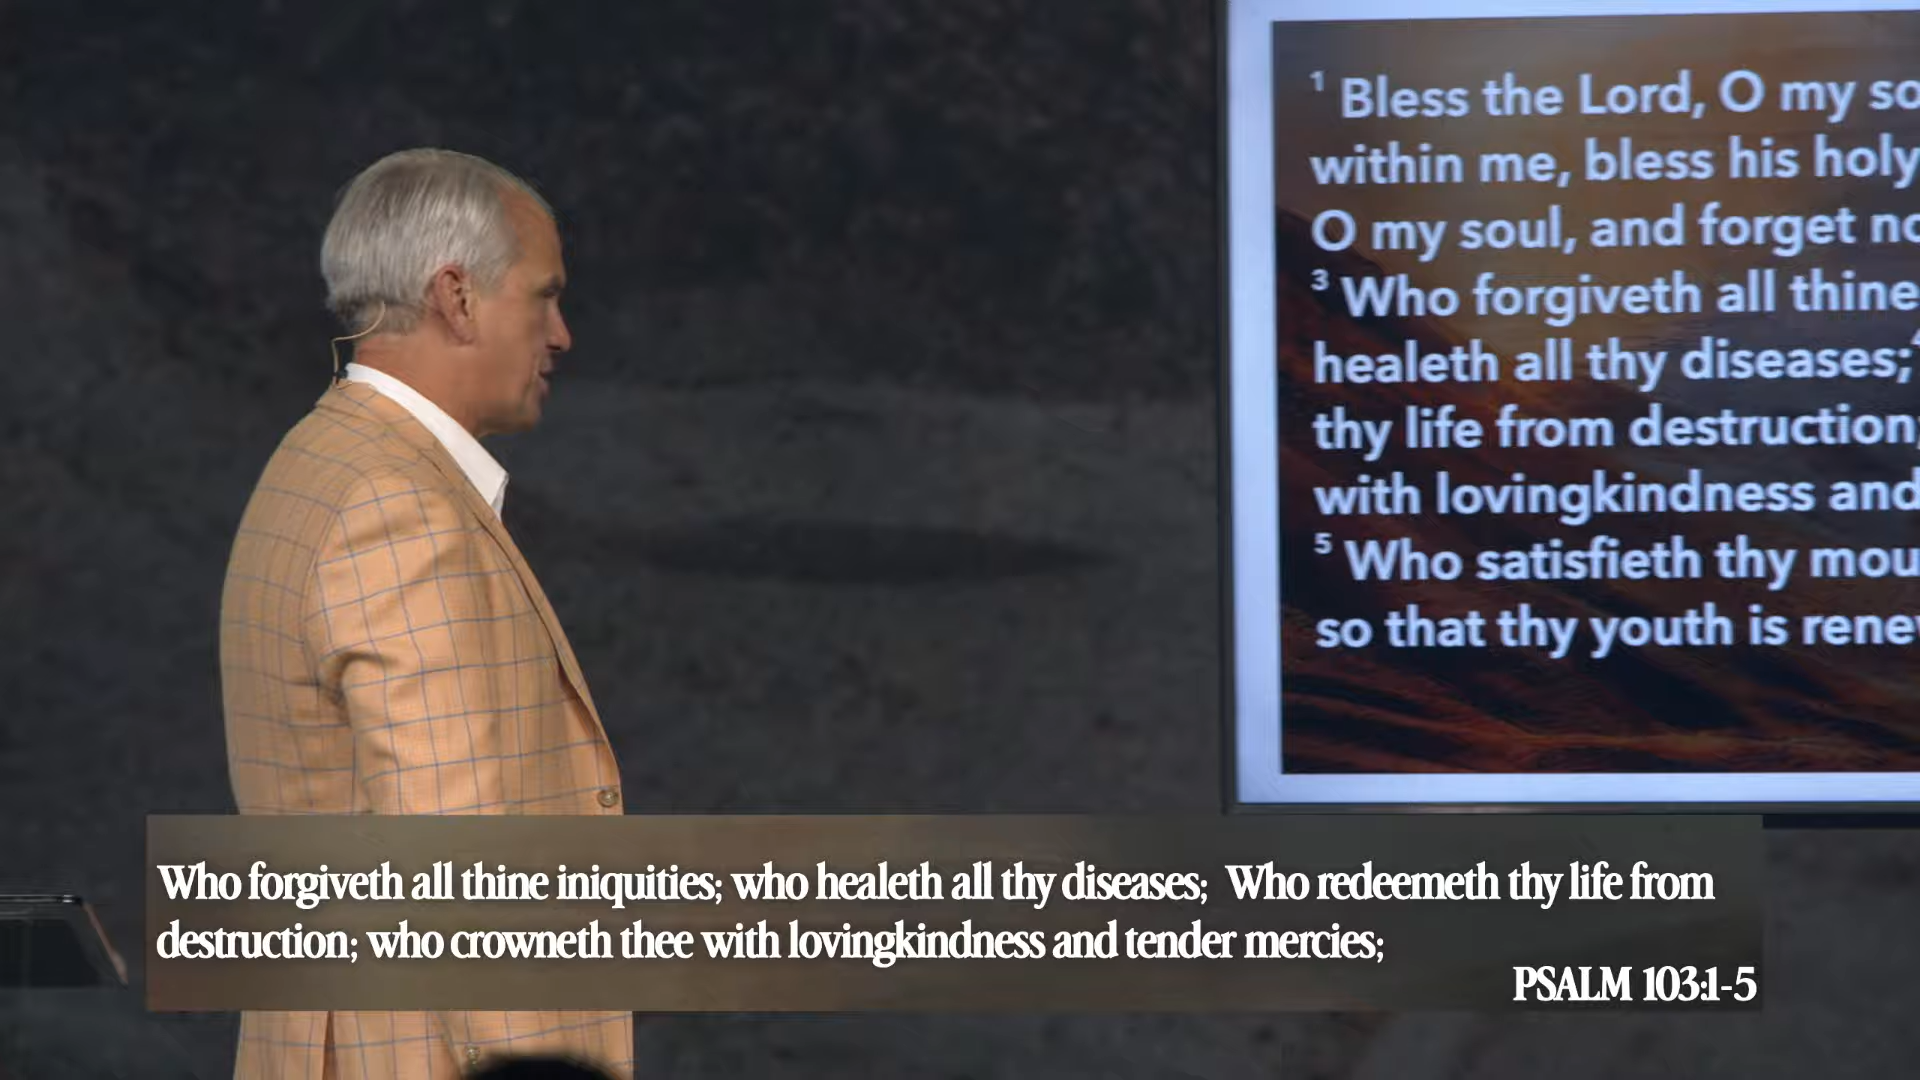 1 Bless the Lord, O my so
within me, bless his holy
O my soul, and forget no
3 Who forgiveth all thine
healeth all thy diseases;4
thy life from destruction;
with lovingkindness and
5 Who satisfieth thy mou
so that thy youth is rene
Who forgiveth all thine iniquities; who healeth all thy diseases; Who redeemeth thy life from
destruction; who crowneth thee with lovingkindness and tender mercies;
PSALM 103:1-5